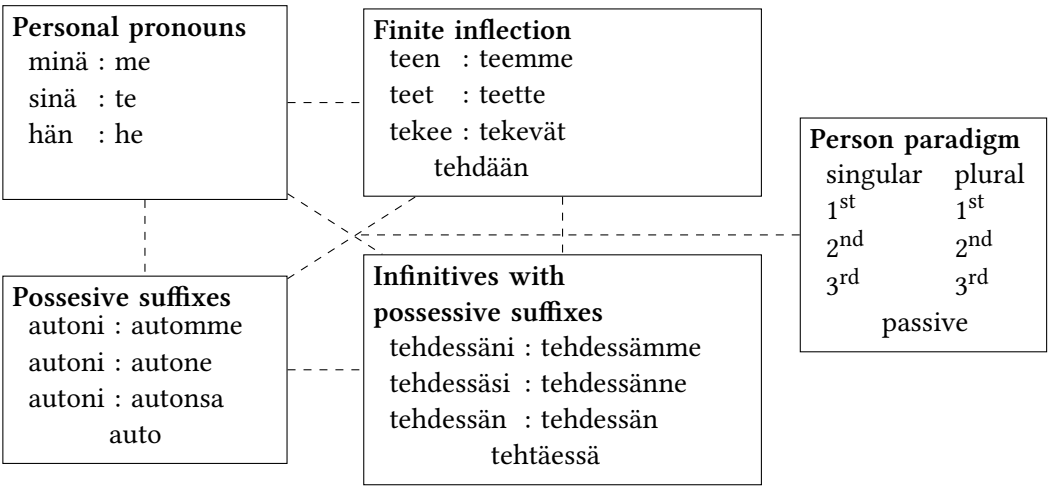 Personal pronouns
minä : me
sinä : te
hän : he
Finite inflection
teen : teemme
teet : teette
tekee : tekevät
tehdään
Person paradigm
singular plural
1st 1st
2nd 2nd
3rd 3rd
passive
Possesive suffixes
autoni : automme
autoni : autone
autoni : autonsa
auto
Infinitives with
possessive suffixes
tehdessäni : tehdessämme
tehdessäsi : tehdessänne
tehdessän : tehdessän
tehtäessä